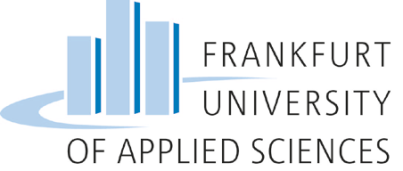 FRANKFURT
UNIVERSITY
OF APPLIED SCIENCES